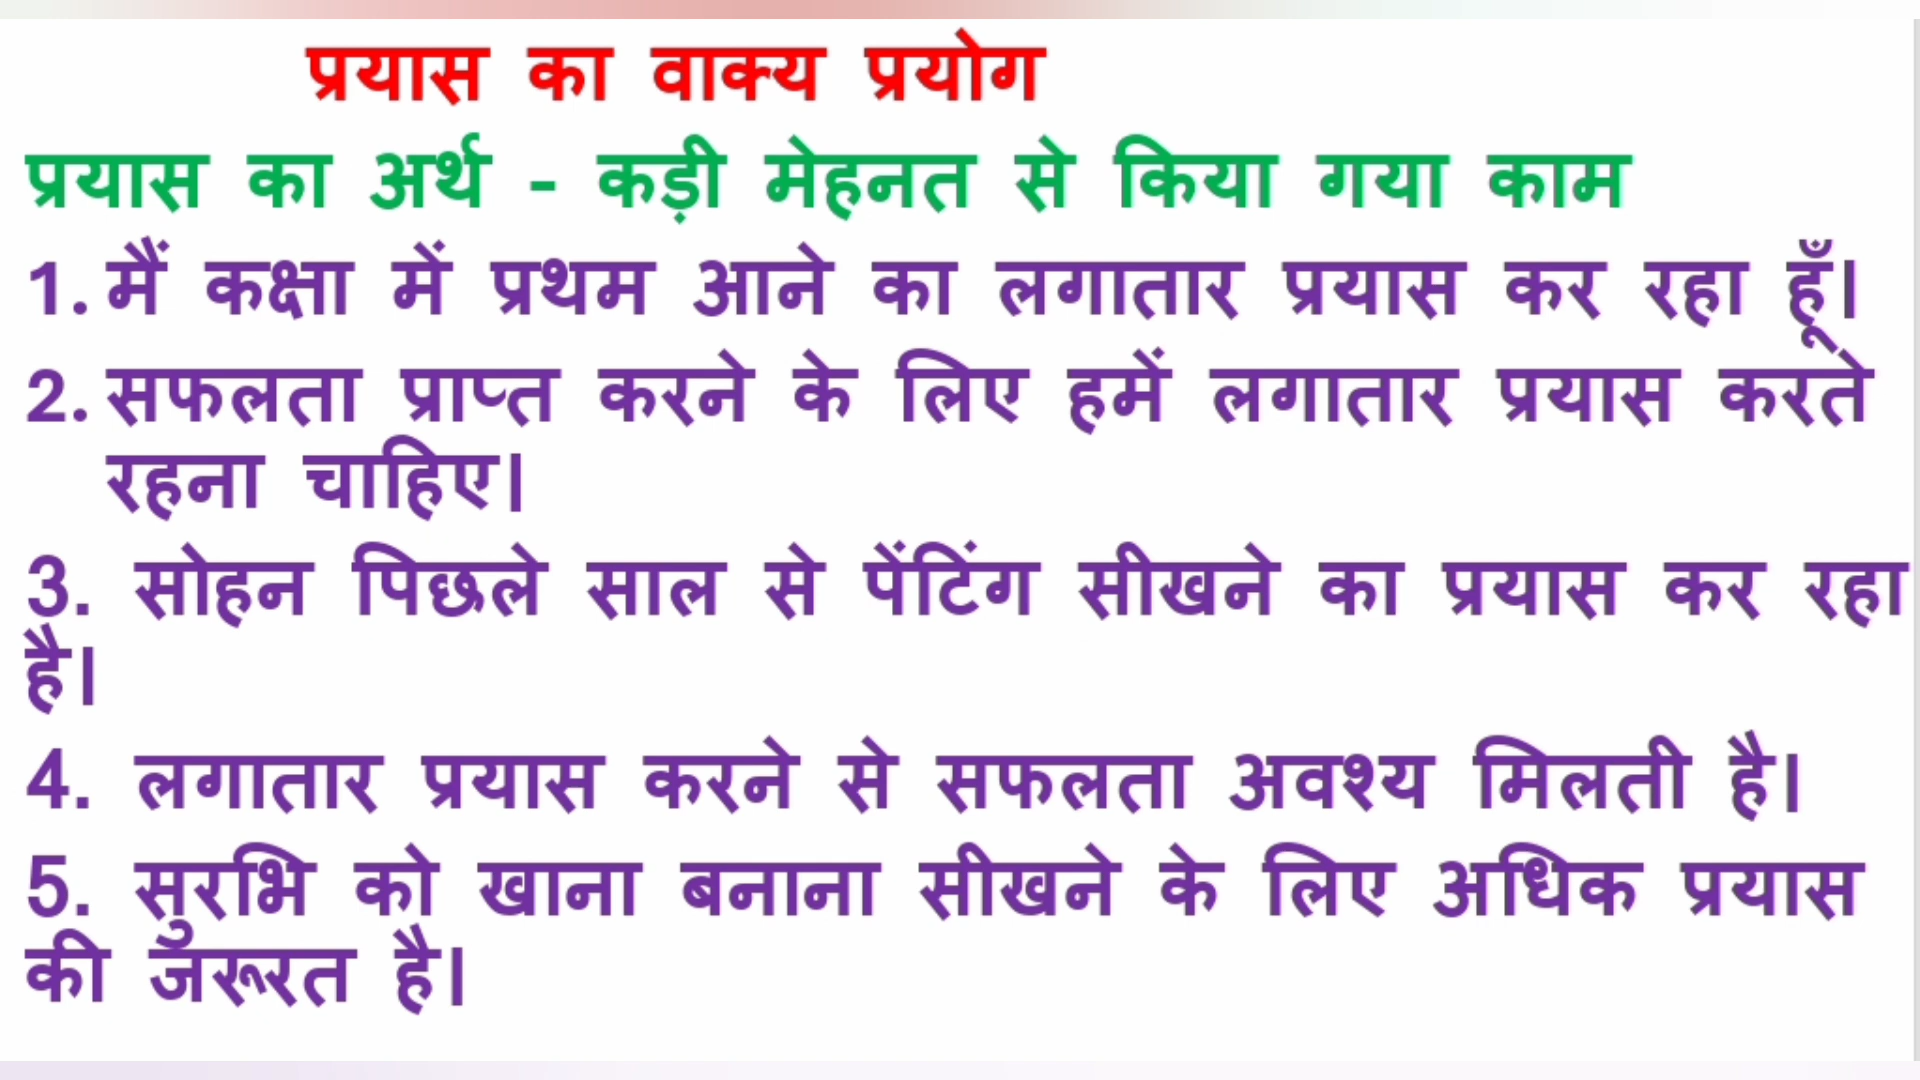 प्रयास का वाक्य प्रयोग
प्रयास का अर्थ - कड़ी मेहनत से किया गया काम
1. मैं कक्षा में प्रथम आने का लगातार प्रयास कर रहा हूँ।
2. सफलता प्राप्त करने के लिए हमें लगातार प्रयास करते
रहना चाहिए।
3. सोहन पिछले साल से पेंटिंग सीखने का प्रयास कर रहा
है।
4. लगातार प्रयास करने से सफलता अवश्य मिलती है।
5. सुरभि को खाना बनाना सीखने के लिए अधिक प्रयास
की जरूरत है।